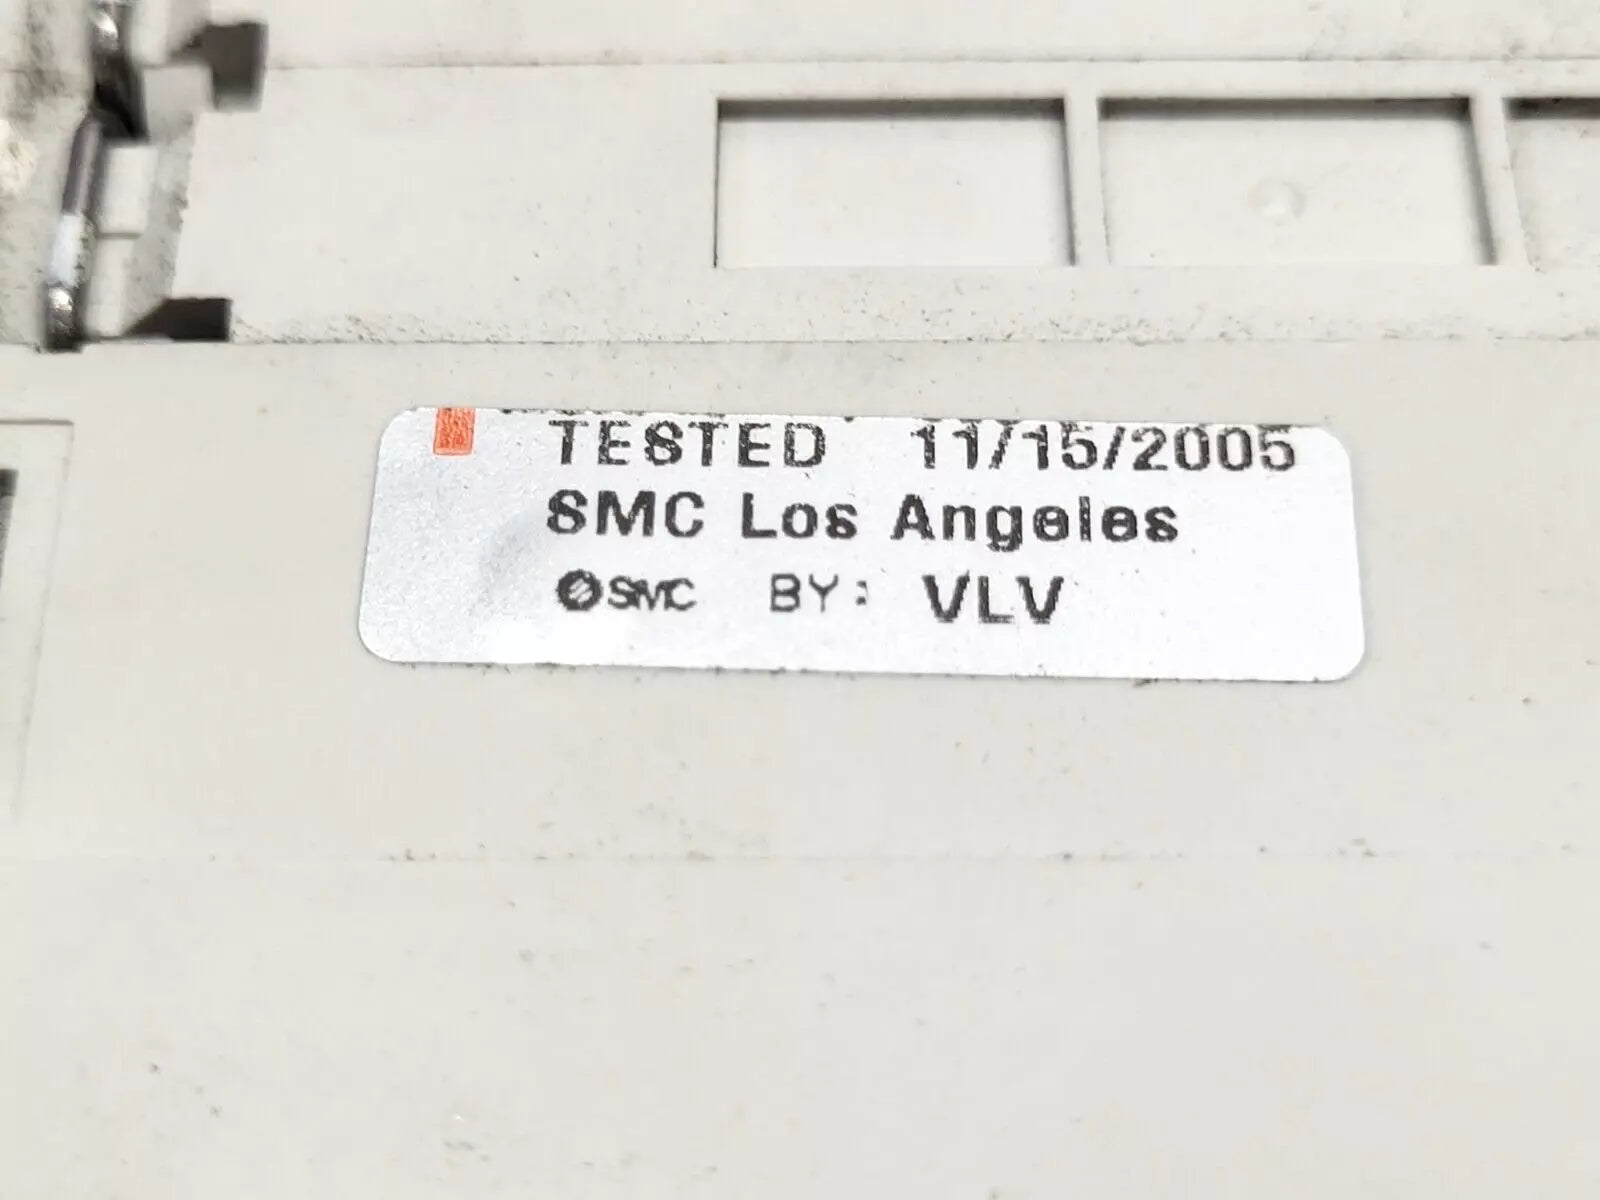 TESTED 11/15/2005
SMC Los Angeles
SMC BY: VLV